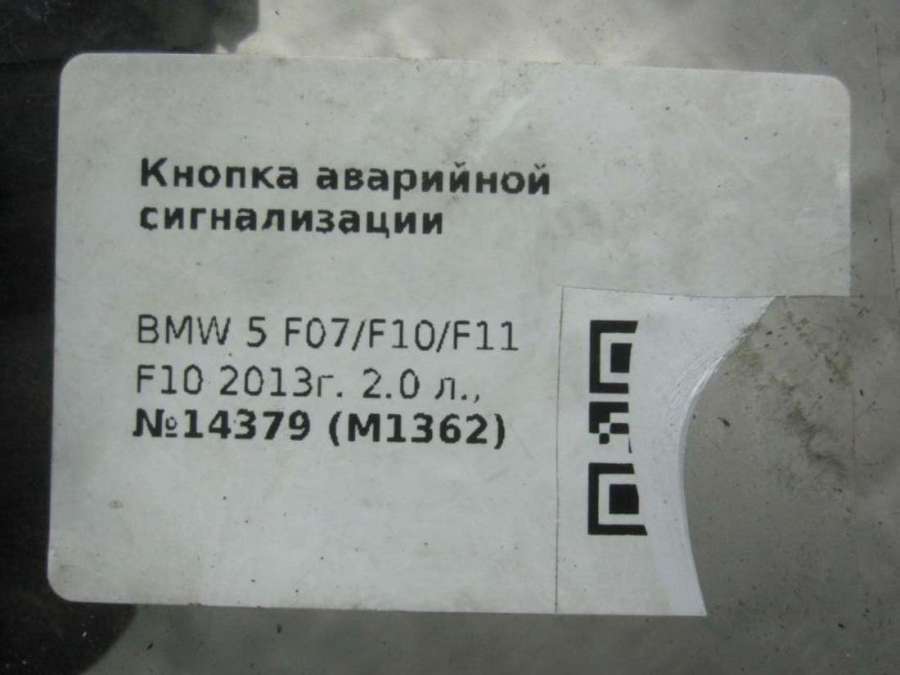 Кнопка аварийной
сигнализации
BMW 5 F07/F10/F11
F10 2013г. 2.0 л.,
№14379 (M1362)